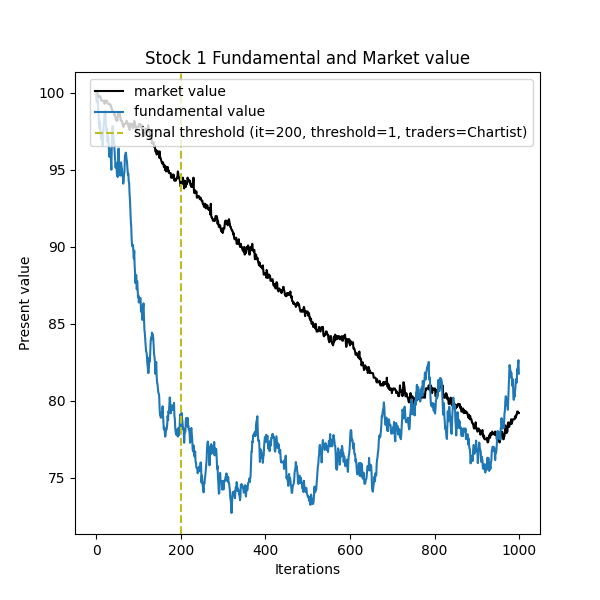 Stock 1 Fundamental and Market value
market value
fundamental value
signal threshold (it=200, threshold=1, traders=Chartist)
100
95
90
85
80
75
Present value
0 200 400 600 800 1000
Iterations